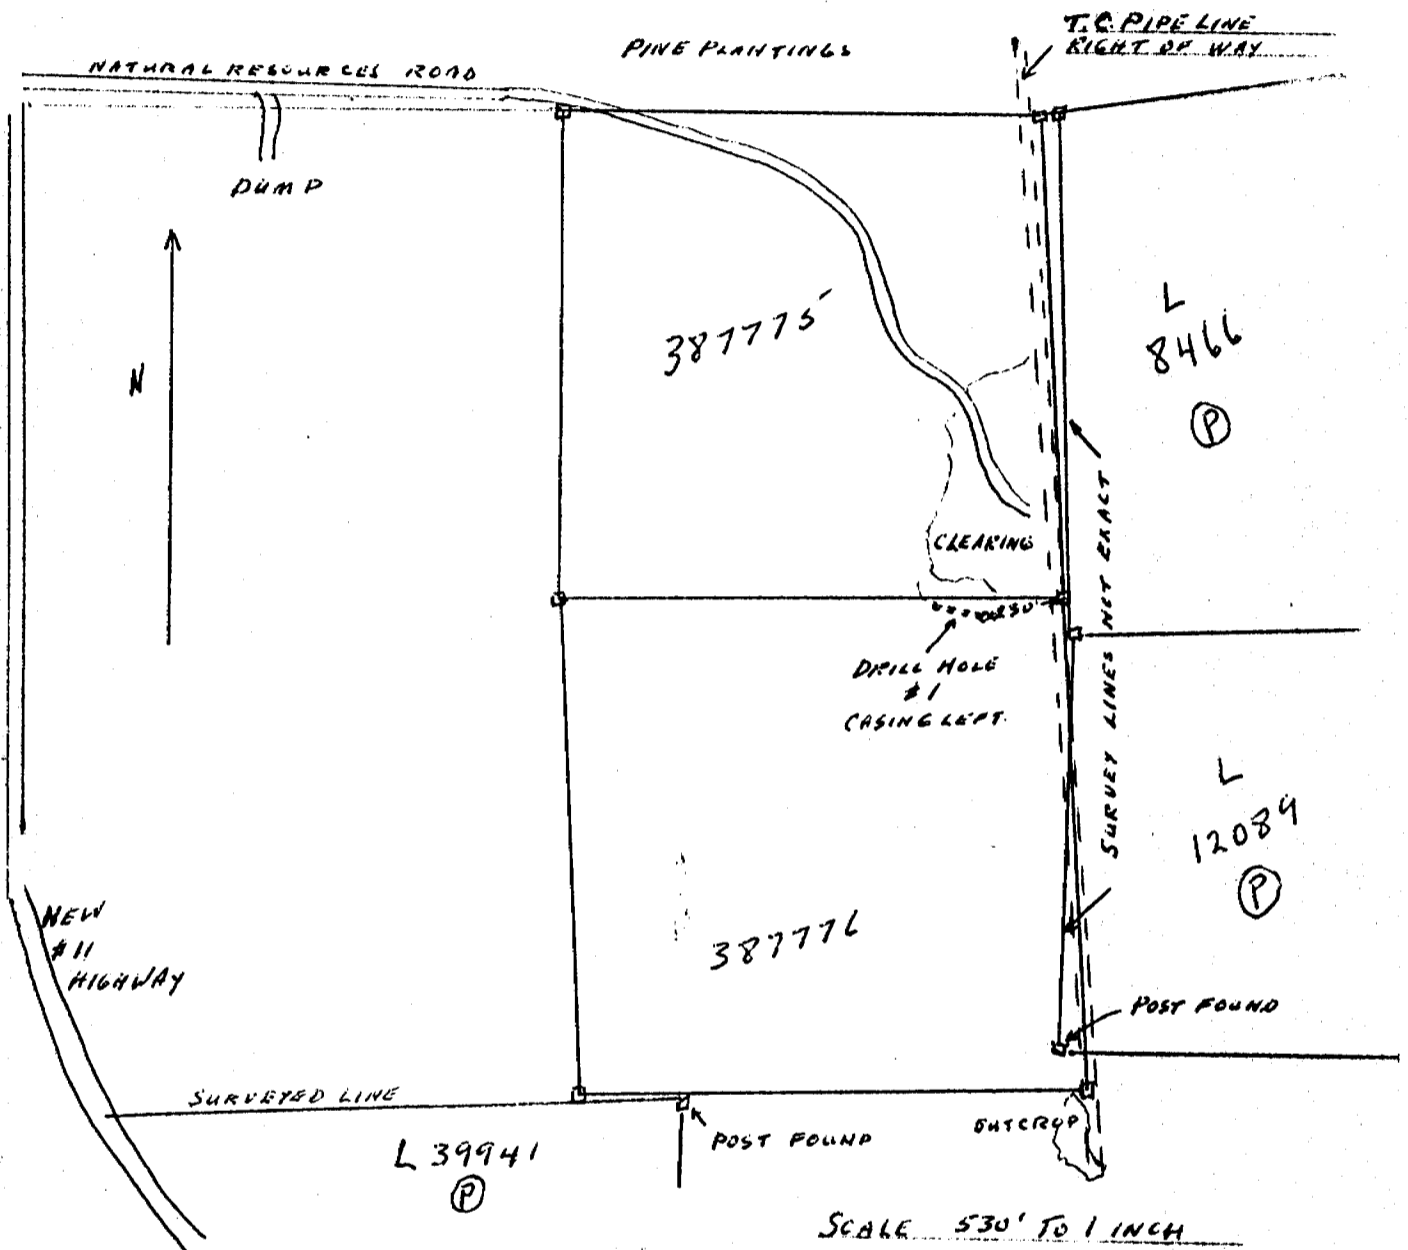 T.C. PIPE LINE
RIGHT OF WAY
PINE PLANTINGS
NATURAL RESOURCES ROAD
DUMP
N
387775
L
8466
P
CLEARING
SURVEY LINES NOT EXACT
DRILL HOLE
#1
CASING LEFT.
L
12089
P
NEW
#11
HIGHWAY
387776
POST FOUND
SURVEYED LINE
POST FOUND
OUTCROP
L 39941
P
SCALE 530' TO 1 INCH